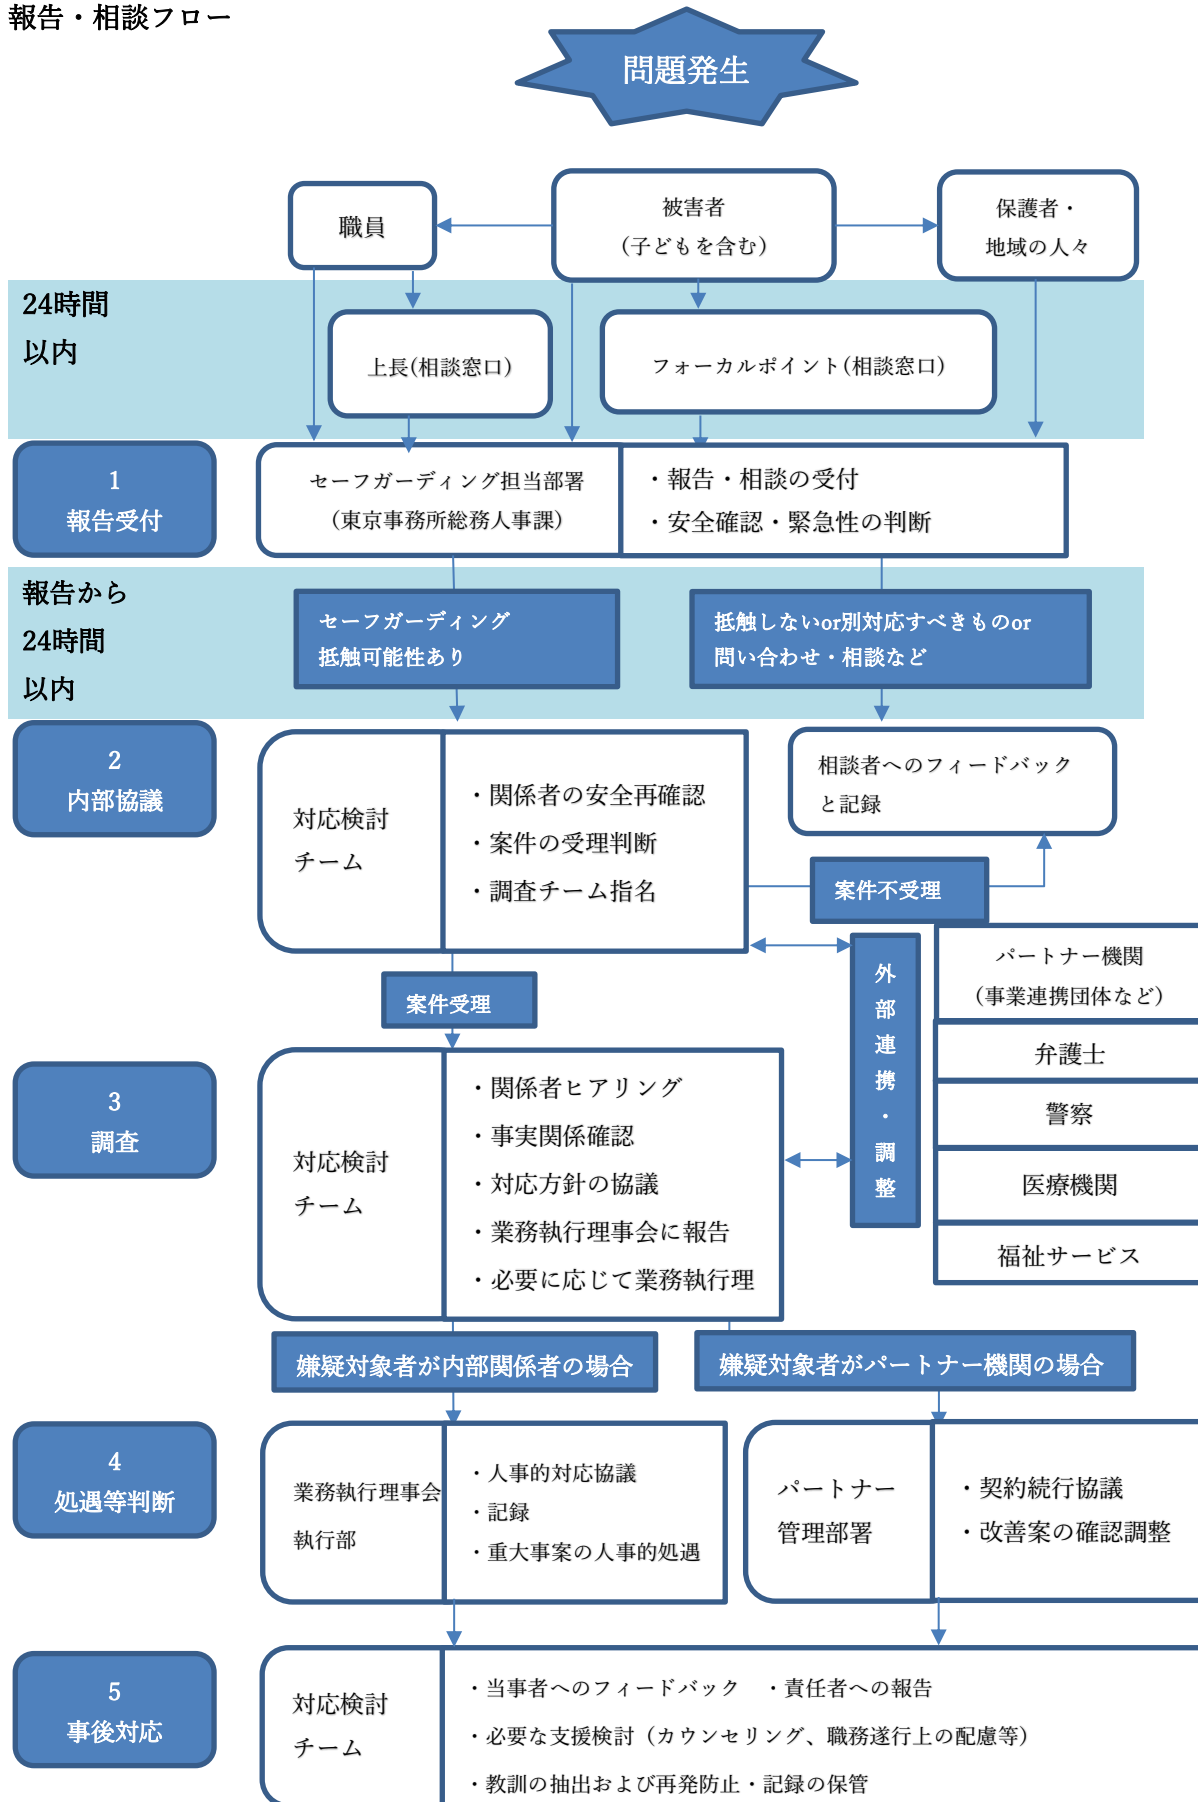 報告・相談フロー
問題発生
職員
被害者
(子どもを含む)
保護者・
地域の人々
24時間
以内
上長(相談窓口)
フォーカルポイント(相談窓口)
1
報告受付
セーフガーディング担当部署
(東京事務所総務人事課)
・報告・相談の受付
・安全確認・緊急性の判断
報告から
24時間
以内
セーフガーディング
抵触可能性あり
抵触しないor別対応すべきものor
問い合わせ・相談など
2
内部協議
対応検討
チーム
・関係者の安全再確認
・案件の受理判断
・調査チーム指名
相談者へのフィードバック
と記録
案件不受理
案件受理
外部連携・調整
パートナー機関
(事業連携団体など)
弁護士
警察
医療機関
福祉サービス
3
調査
対応検討
チーム
・関係者ヒアリング
・事実関係確認
・対応方針の協議
・業務執行理事会に報告
・必要に応じて業務執行理
嫌疑対象者が内部関係者の場合
嫌疑対象者がパートナー機関の場合
4
処遇等判断
業務執行理事会
執行部
・人事的対応協議
・記録
・重大事案の人事的処遇
パートナー
管理部署
・契約続行協議
・改善案の確認調整
5
事後対応
対応検討
チーム
・当事者へのフィードバック　・責任者への報告
・必要な支援検討（カウンセリング、職務遂行上の配慮等）
・教訓の抽出および再発防止・記録の保管